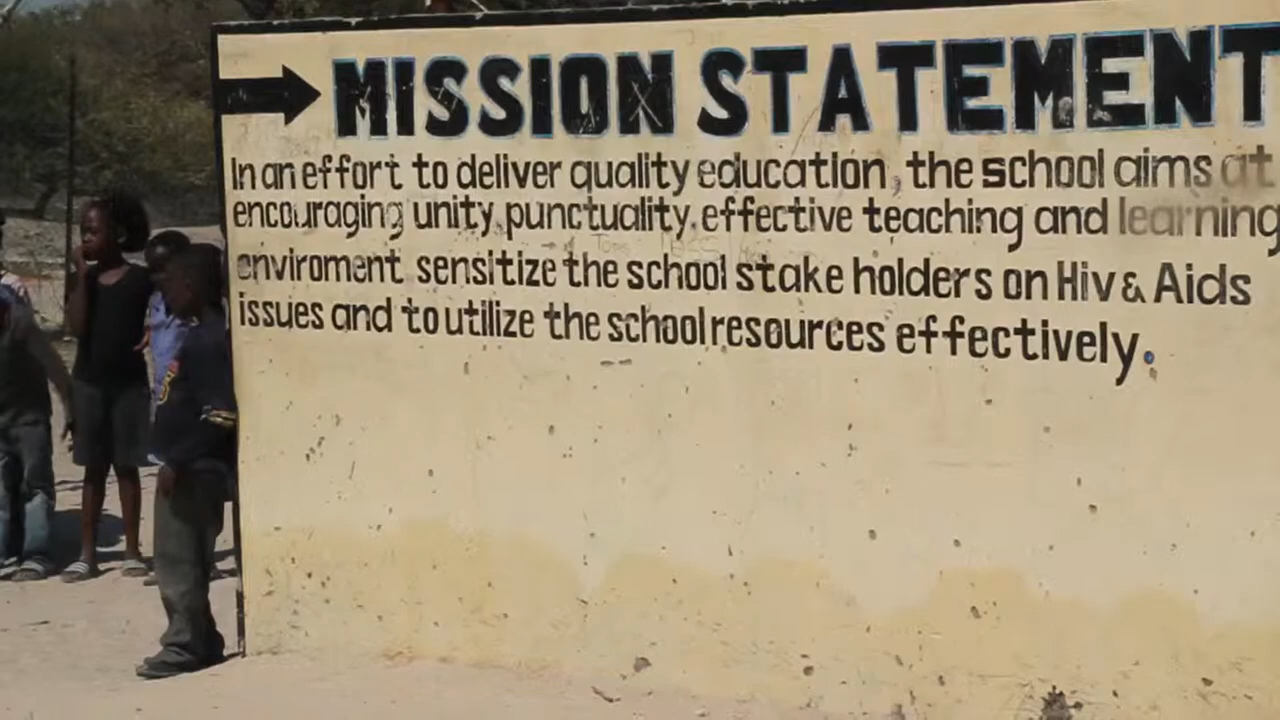 MISSION STATEMENT
In an effort to deliver quality education, the school aims at
encouraging unity, punctuality, effective teaching and learning
enviroment sensitize the school stake holders on Hiv & Aids
issues and to utilize the school resources effectively.